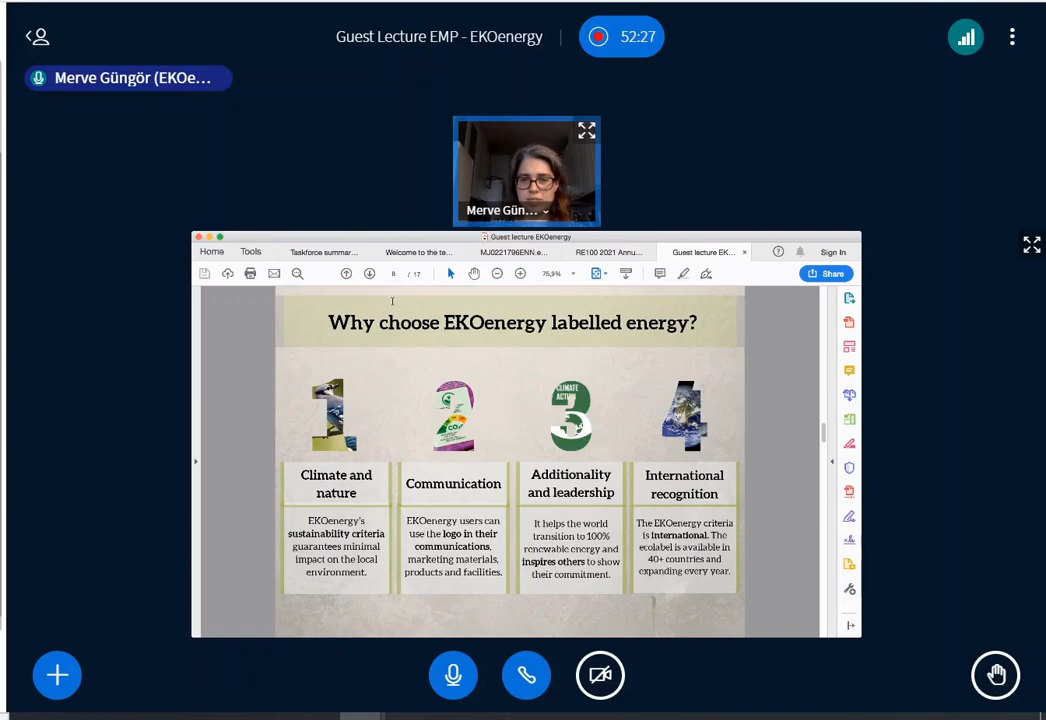 Guest Lecture EMP - EKOenergy
52:27
Merve Güngör (EKOe...
Merve Gün...
Guest lecture EKOenergy
Home
Tools
Taskforce summar...
Welcome to the te...
MJ0221796ENN.e...
RE100 2021 Annu...
Guest lecture EK...
Sign In
8 / 17
75,9%
Share
Why choose EKOenergy labelled energy?
1
2
CO₂
CLIMATE
ACTION
3
4
Climate and
nature
EKOenergy's
sustainability criteria
guarantees minimal
impact on the local
environment.
Communication
EKOenergy users can
use the logo in their
communications,
marketing materials,
products and facilities.
Additionality
and leadership
It helps the world
transition to 100%
renewable energy and
inspires others to show
their commitment.
International
recognition
The EKOenergy criteria
is international. The
ecolabel is available in
40+ countries and
expanding every year.